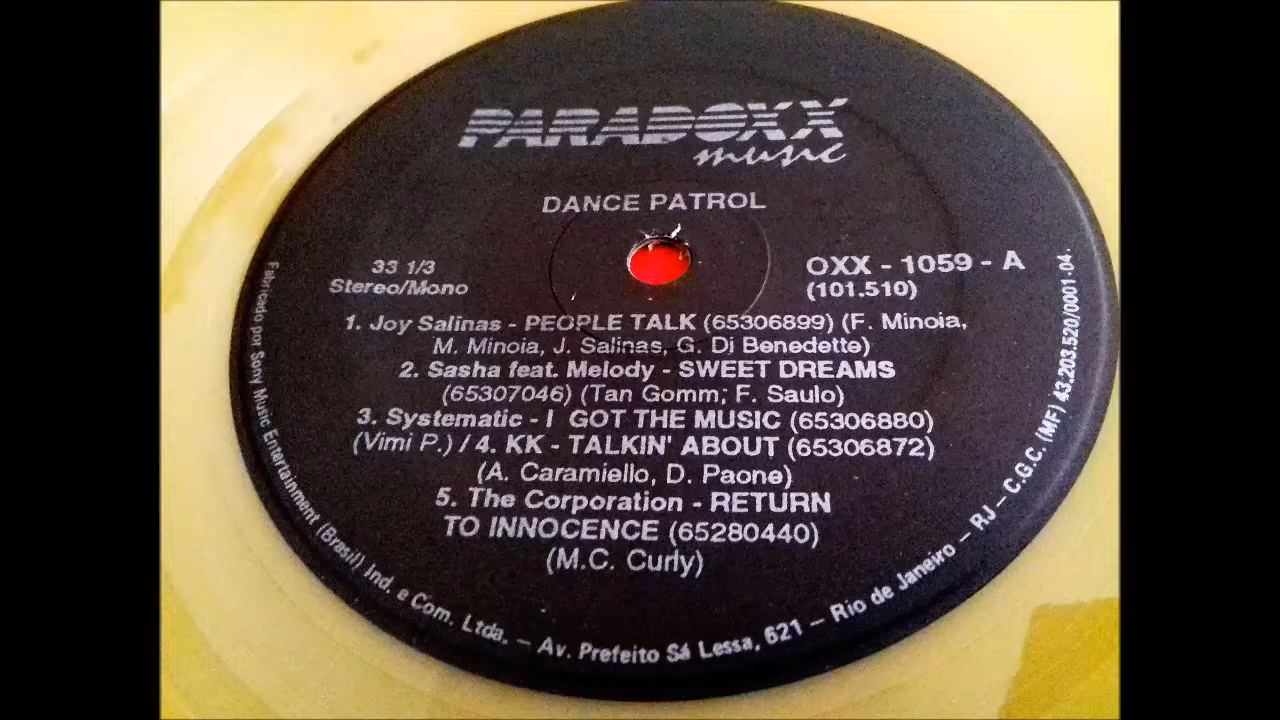 PARADOXX
music
DANCE PATROL
33 1/3
Stereo/Mono
OXX - 1059 - A
(101.510)
1. Joy Salinas - PEOPLE TALK (65306899) (F. Minoia,
M. Minoia, J. Salinas, G. Di Benedette)
2. Sasha feat. Melody - SWEET DREAMS
(65307046) (Tan Gomm; F. Saulo)
3. Systematic - I GOT THE MUSIC (65306880)
(Vimi P.) / 4. KK - TALKIN' ABOUT (65306872)
(A. Caramiello, D. Paone)
5. The Corporation - RETURN
TO INNOCENCE (65280440)
(M.C. Curly)
Fabricado por Sony Music Entertainment (Brasil) Ind. e Com. Ltda. – Av. Prefeito Sá Lessa, 621 – Rio de Janeiro – RJ – C.G.C. (MF) 43.203.520/0001-04.